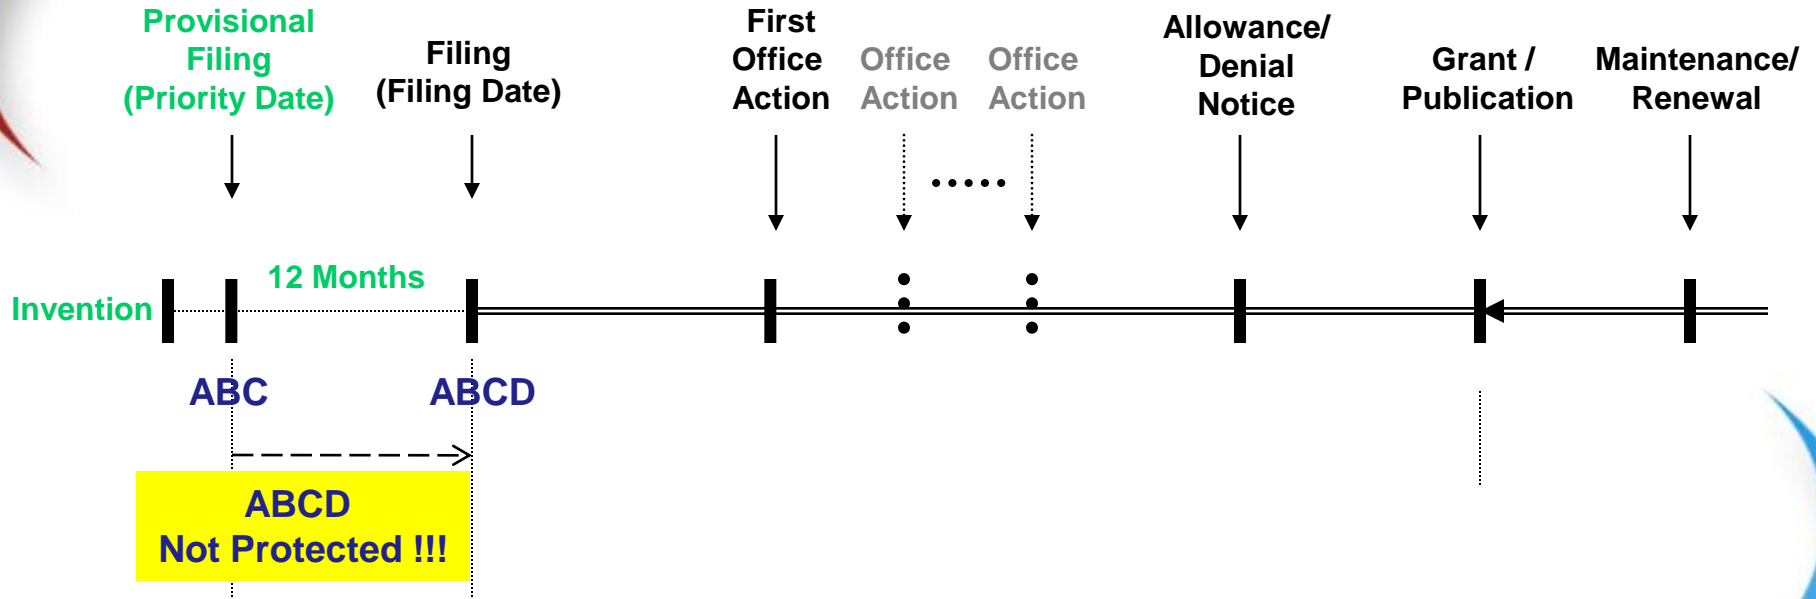 Provisional
Filing
(Priority Date)
Filing
(Filing Date)
First
Office
Action
Office
Action
Office
Action
Allowance/
Denial
Notice
Grant /
Publication
Maintenance/
Renewal
Invention
12 Months
ABC
ABCD
ABCD
Not Protected !!!